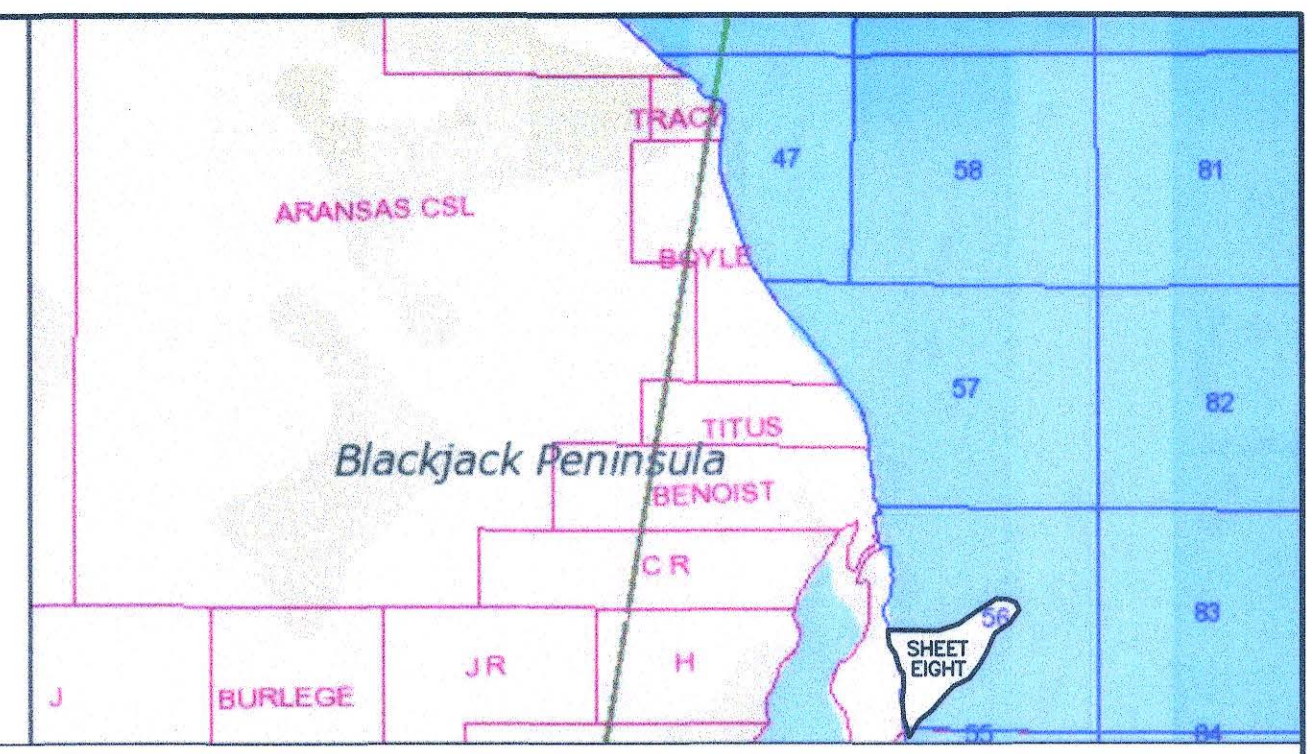 TRACY
47
58
81
ARANSAS CSL
BOYLE
57
82
TITUS
Blackjack Peninsula
BENOIST
C R
56
83
SHEET
EIGHT
J R
H
J
BURLEGE
55
84